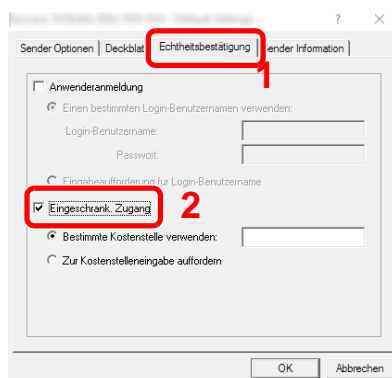 Sender Optionen Deckblat Echtheitsbestätigung ender Information
1
Anwenderanmeldung
Einen bestimmten Login-Benutzernamen verwenden:
Login-Benutzername:
Passwort:
Eingabeaufforderung für Login-Benutzername
Eingeschrank. Zugang
2
Bestimmte Kostenstelle verwenden:
Zur Kostenstelleneingabe auffordern
OK Abbrechen